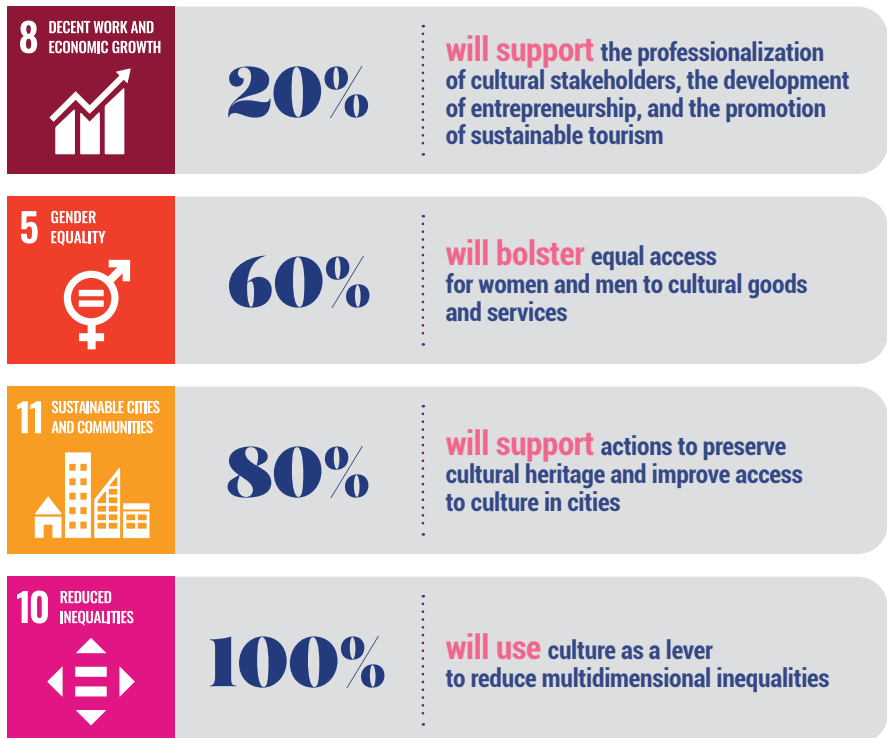 8 DECENT WORK AND
ECONOMIC GROWTH
20%
will support the professionalization
of cultural stakeholders, the development
of entrepreneurship, and the promotion
of sustainable tourism
5 GENDER
EQUALITY
60%
will bolster equal access
for women and men to cultural goods
and services
11 SUSTAINABLE CITIES
AND COMMUNITIES
80%
will support actions to preserve
cultural heritage and improve access
to culture in cities
10 REDUCED
INEQUALITIES
100%
will use culture as a lever
to reduce multidimensional inequalities